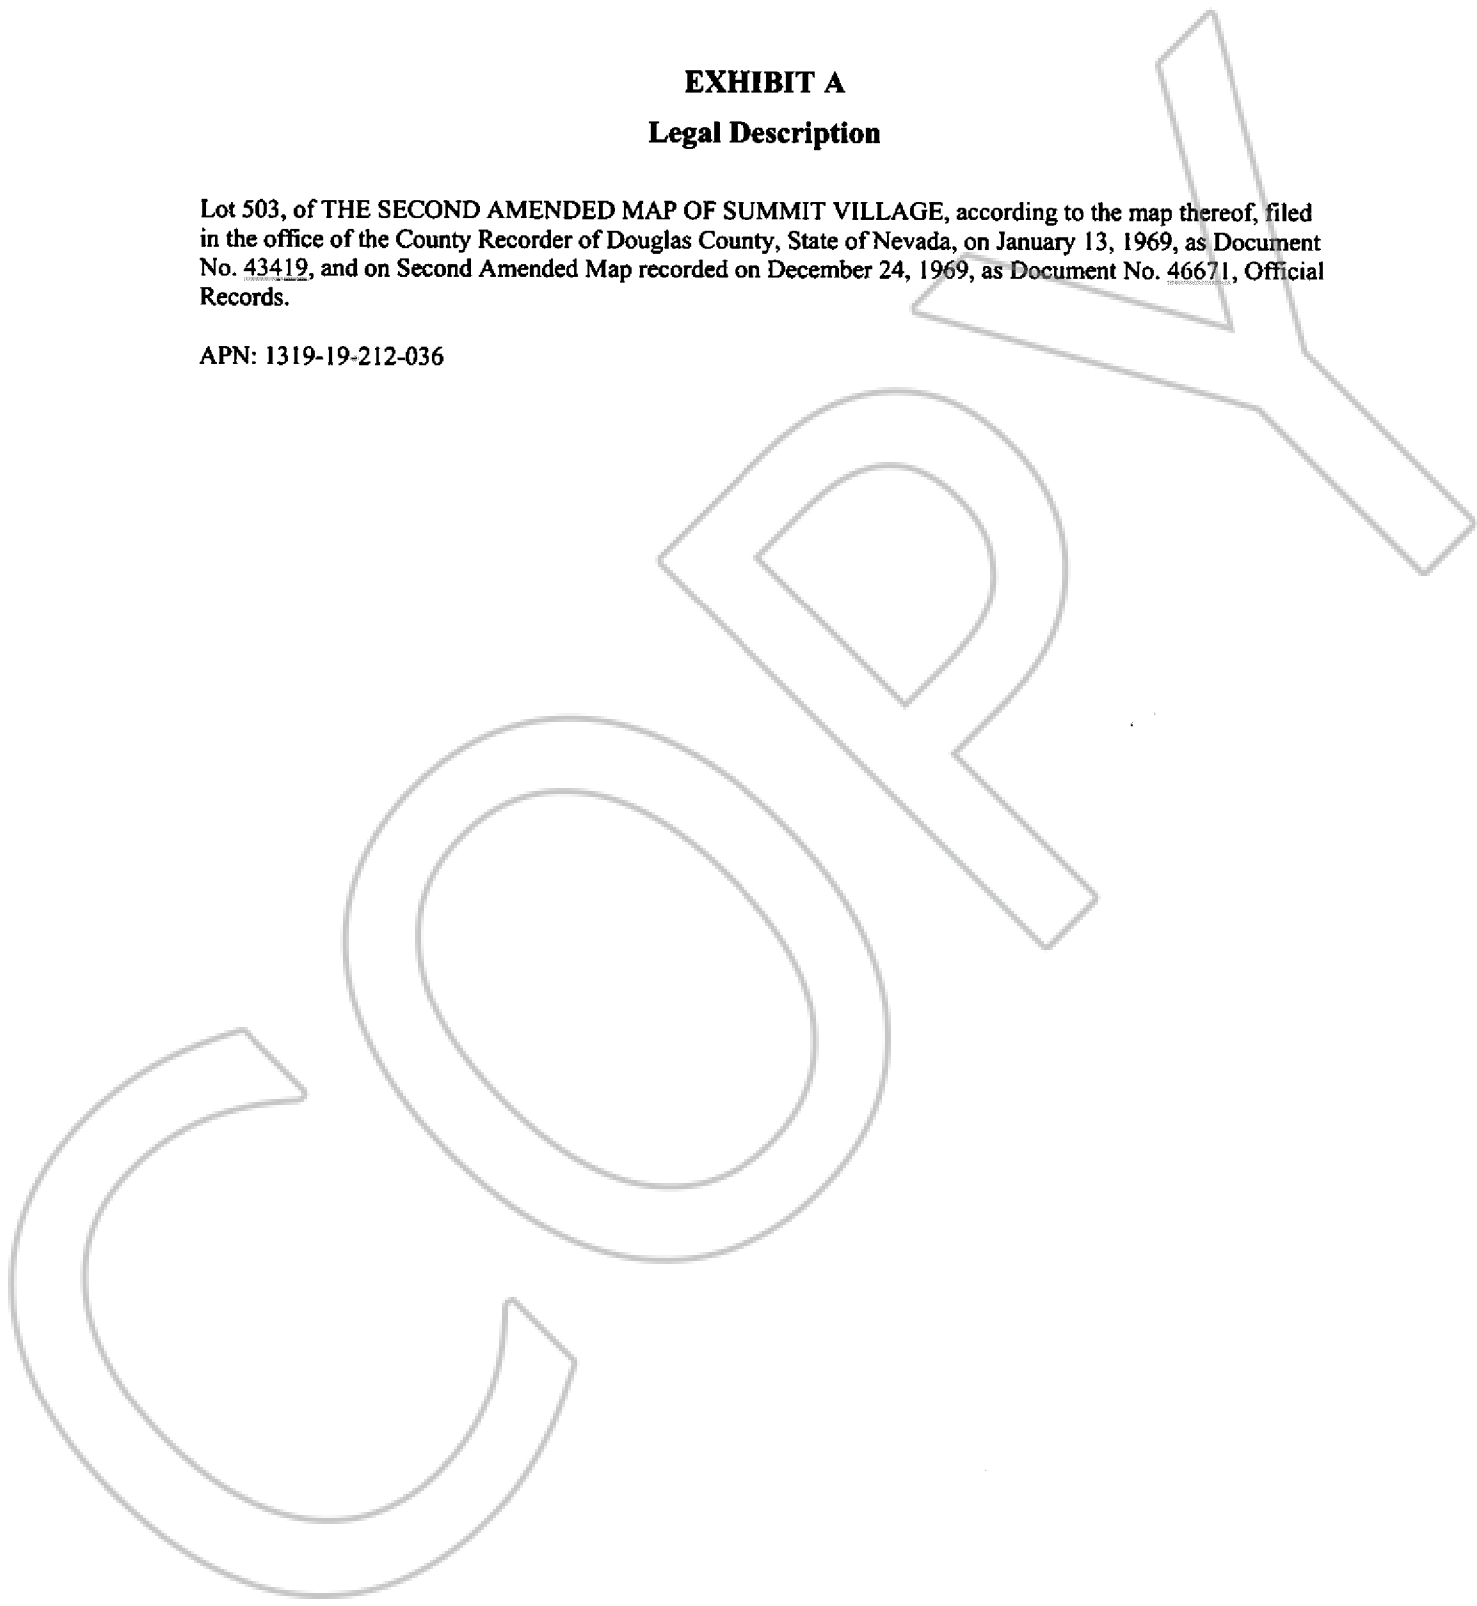 EXHIBIT A
Legal Description
Lot 503, of THE SECOND AMENDED MAP OF SUMMIT VILLAGE, according to the map thereof, filed
in the office of the County Recorder of Douglas County, State of Nevada, on January 13, 1969, as Document
No. 43419, and on Second Amended Map recorded on December 24, 1969, as Document No. 46671, Official
Records.
APN: 1319-19-212-036
COPY